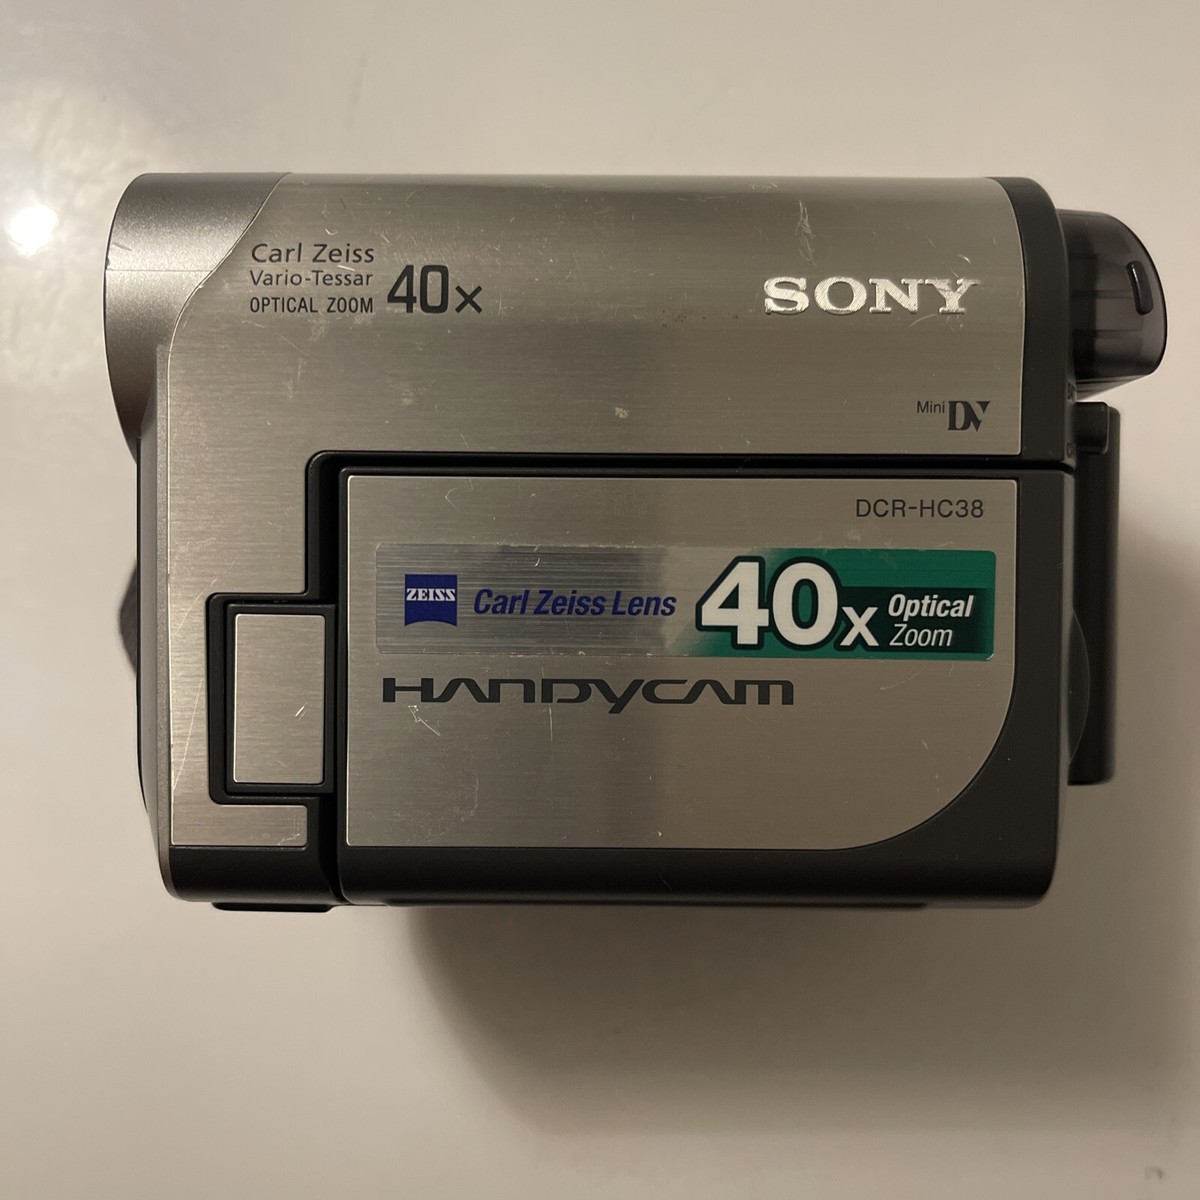 Carl Zeiss
Vario-Tessar
OPTICAL ZOOM 40x
SONY
Mini DV
DCR-HC38
ZEISS Carl Zeiss Lens 40x Optical
Zoom
HANDYCAM